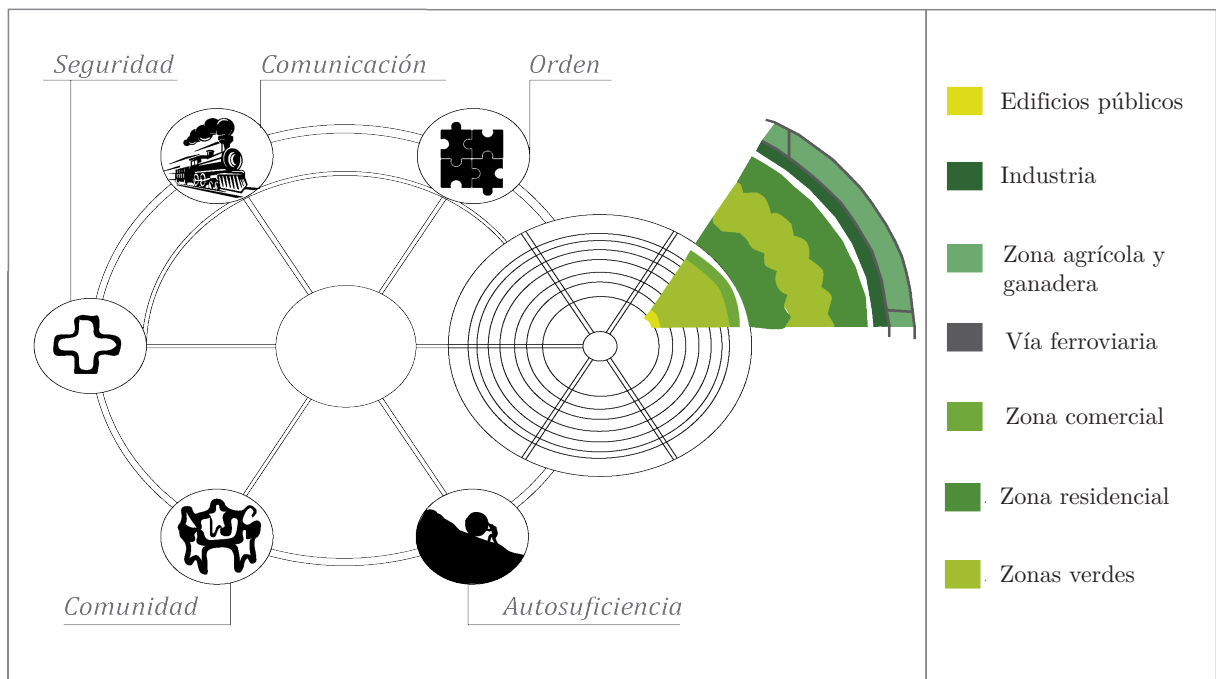 Seguridad
Comunicación
Orden
Comunidad
Autosuficiencia
Edificios públicos
Industria
Zona agrícola y
ganadera
Vía ferroviaria
Zona comercial
Zona residencial
Zonas verdes